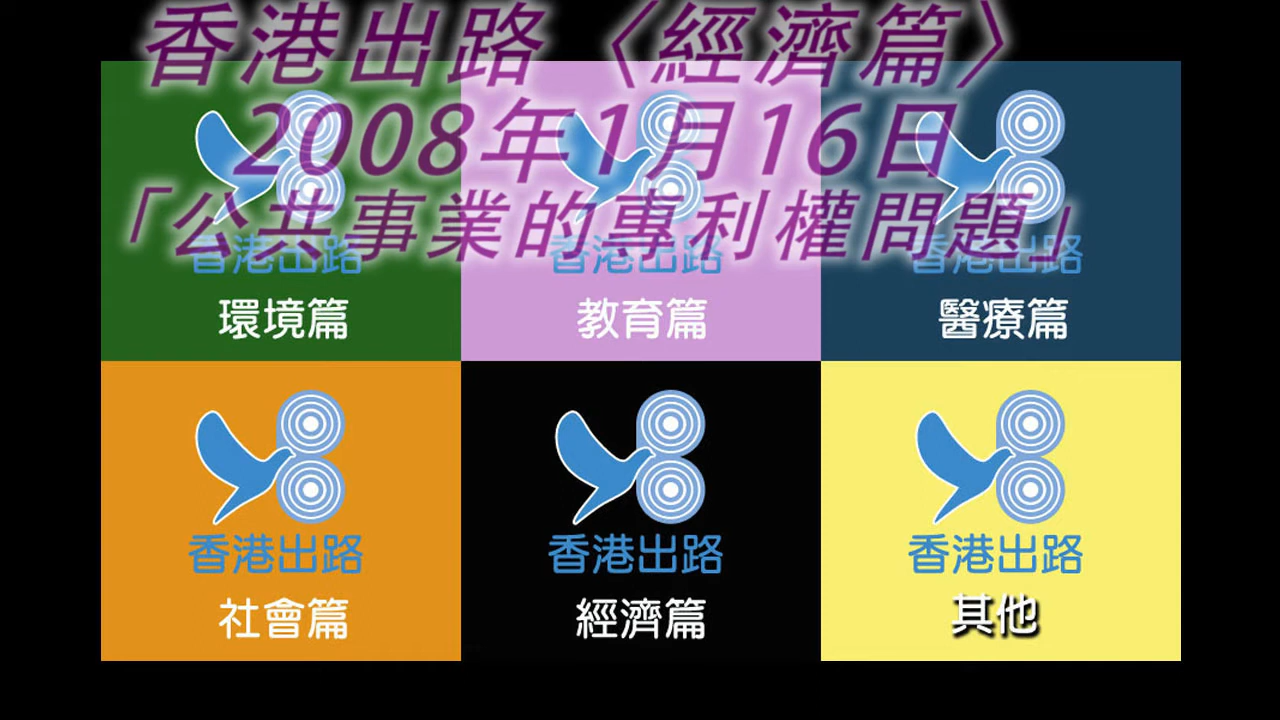 香港出路〈經濟篇〉
2008年1月16日
「公共事業的專利權問題」
香港出路 香港出路 香港出路
環境篇 教育篇 醫療篇
香港出路 香港出路 香港出路
社會篇 經濟篇 其他